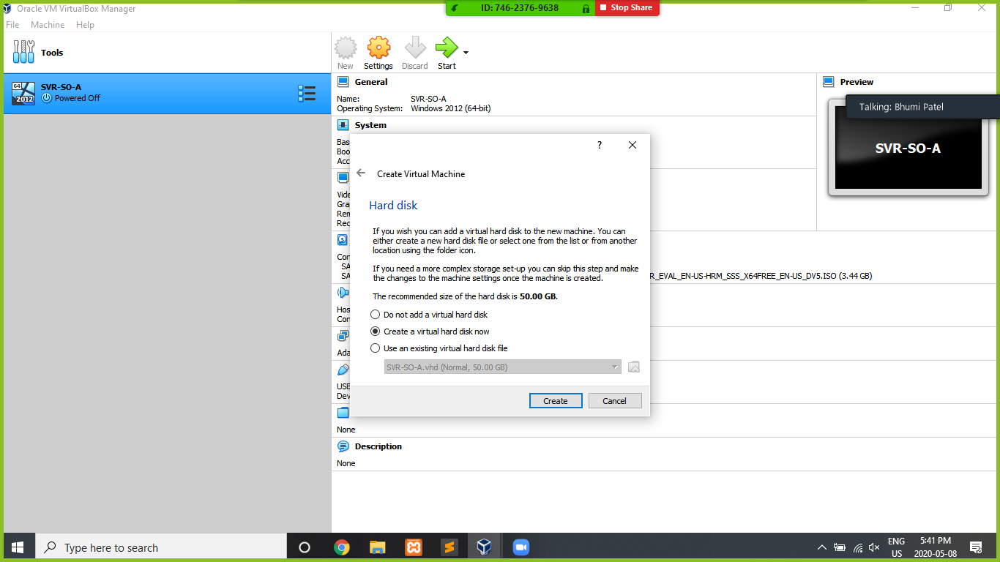 Oracle VM VirtualBox Manager
ID: 746-2376-9638
Stop Share
File Machine Help
Tools
New Settings Discard Start
SVR-SO-A
Powered Off
64
2012
General
Name: SVR-SO-A
Operating System: Windows 2012 (64-bit)
Preview
Talking: Bhumi Patel
SVR-SO-A
System
Bas
Boo
Acc
Vide
Gra
Rem
Rec
Con
SA
SA
R_EVAL_EN-US-HRM_SSS_X64FREE_EN-US_DV5.ISO (3.44 GB)
Hos
Con
Ada
USB
Dev
None
Description
None
?
Create Virtual Machine
Hard disk
If you wish you can add a virtual hard disk to the new machine. You can
either create a new hard disk file or select one from the list or from another
location using the folder icon.
If you need a more complex storage set-up you can skip this step and make
the changes to the machine settings once the machine is created.
The recommended size of the hard disk is 50.00 GB.
Do not add a virtual hard disk
Create a virtual hard disk now
Use an existing virtual hard disk file
SVR-SO-A.vhd (Normal, 50.00 GB)
Create Cancel
Type here to search
ENG
US
5:41 PM
2020-05-08